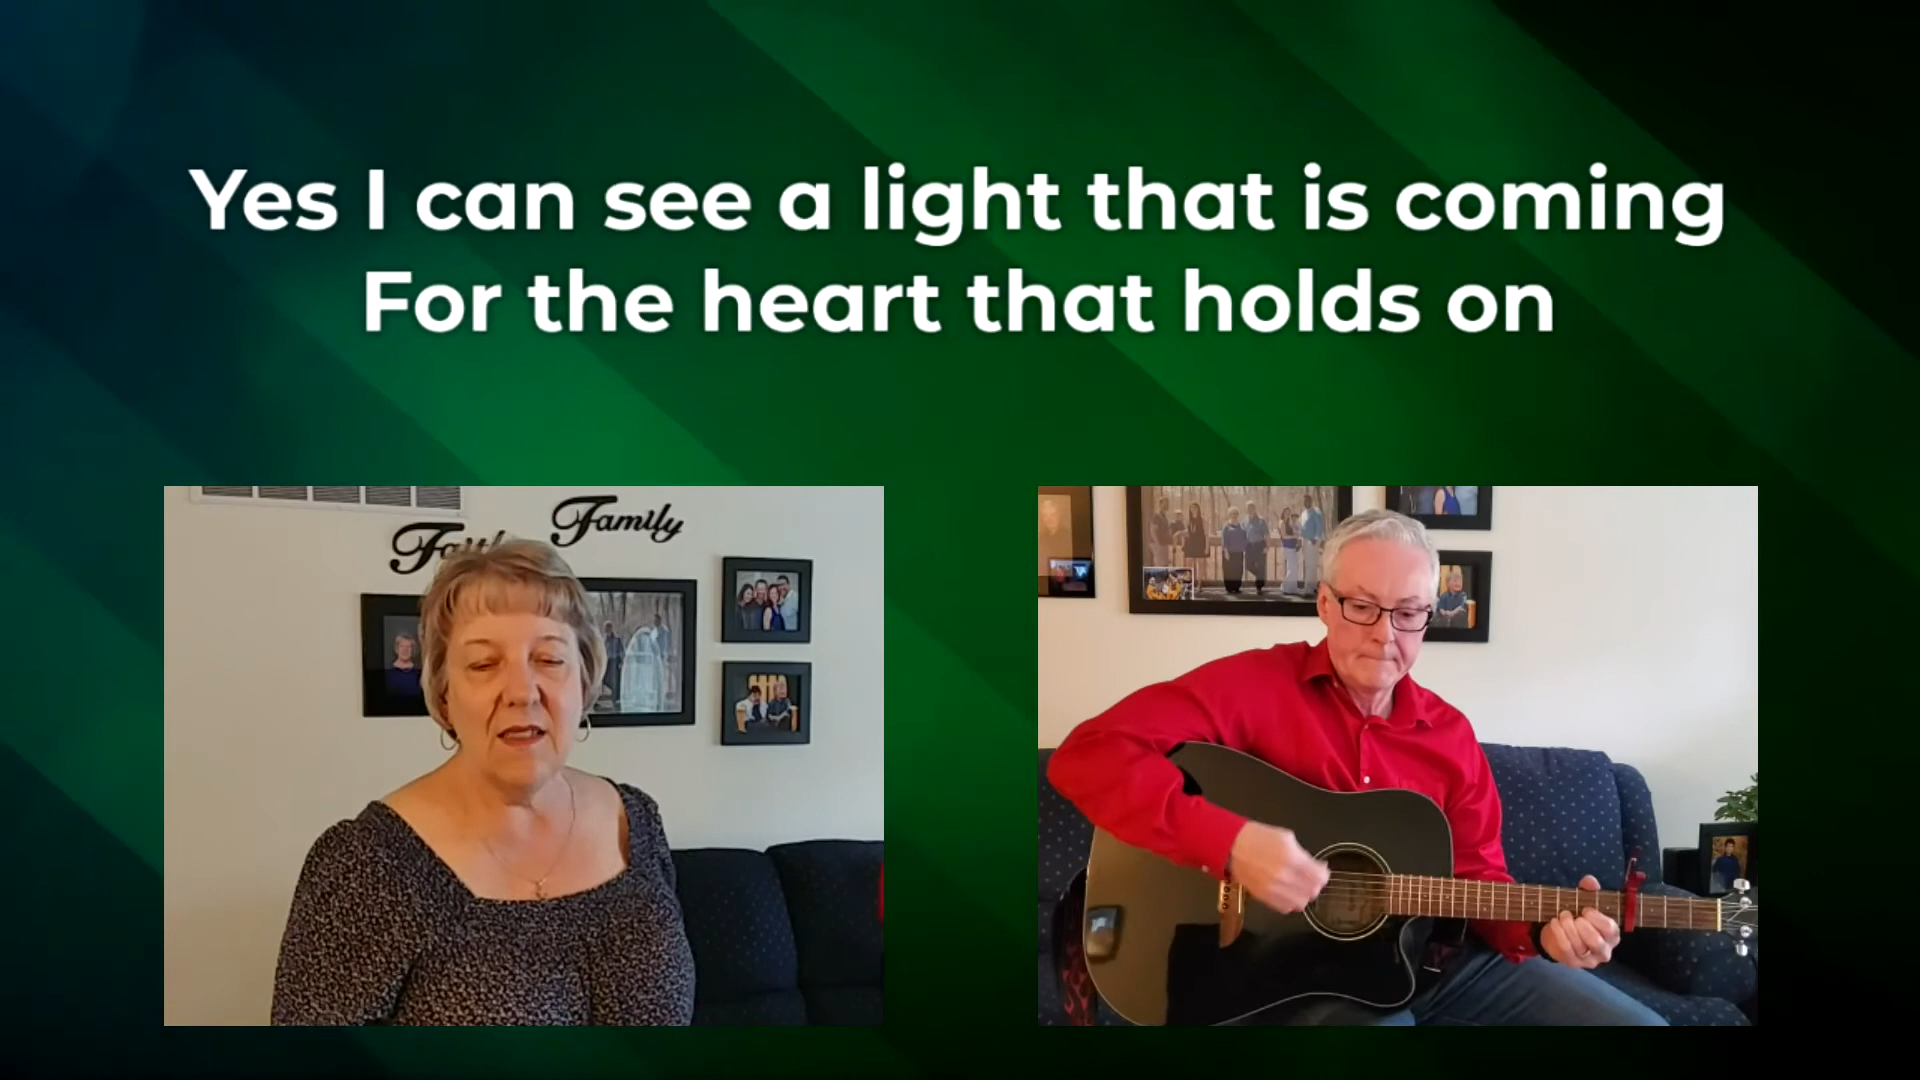 Yes I can see a light that is coming
For the heart that holds on
Family